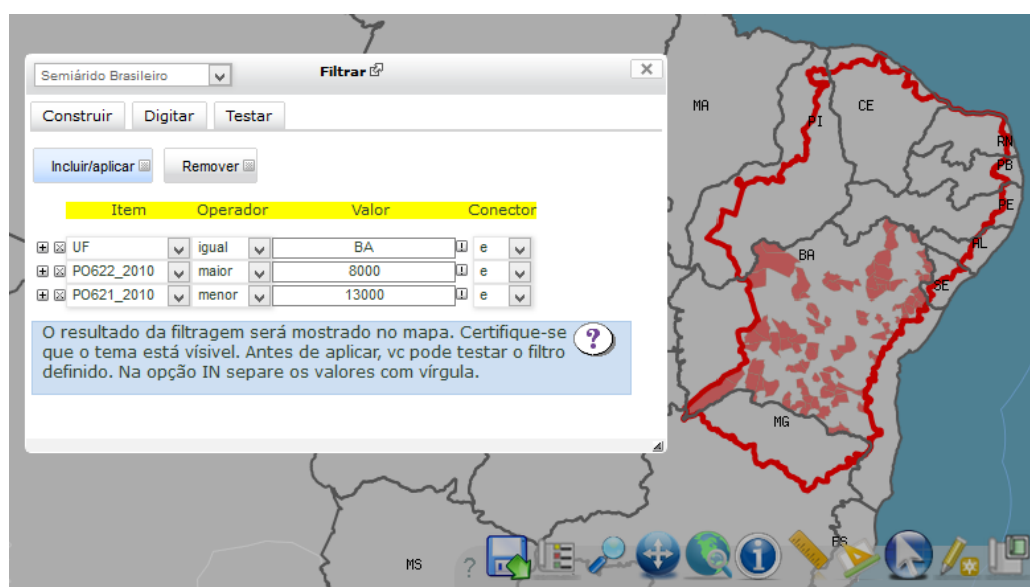 Semiárido Brasileiro
Filtrar
Construir Digitar Testar
Incluir/aplicar Remover
Item Operador Valor Conector
UF igual BA e
PO622_2010 maior 8000 e
PO621_2010 menor 13000 e
O resultado da filtragem será mostrado no mapa. Certifique-se
que o tema está vísivel. Antes de aplicar, vc pode testar o filtro
definido. Na opção IN separe os valores com vírgula.
?
MA
CE
PI
RN
PB
PE
AL
SE
BA
MG
ES
MS
?